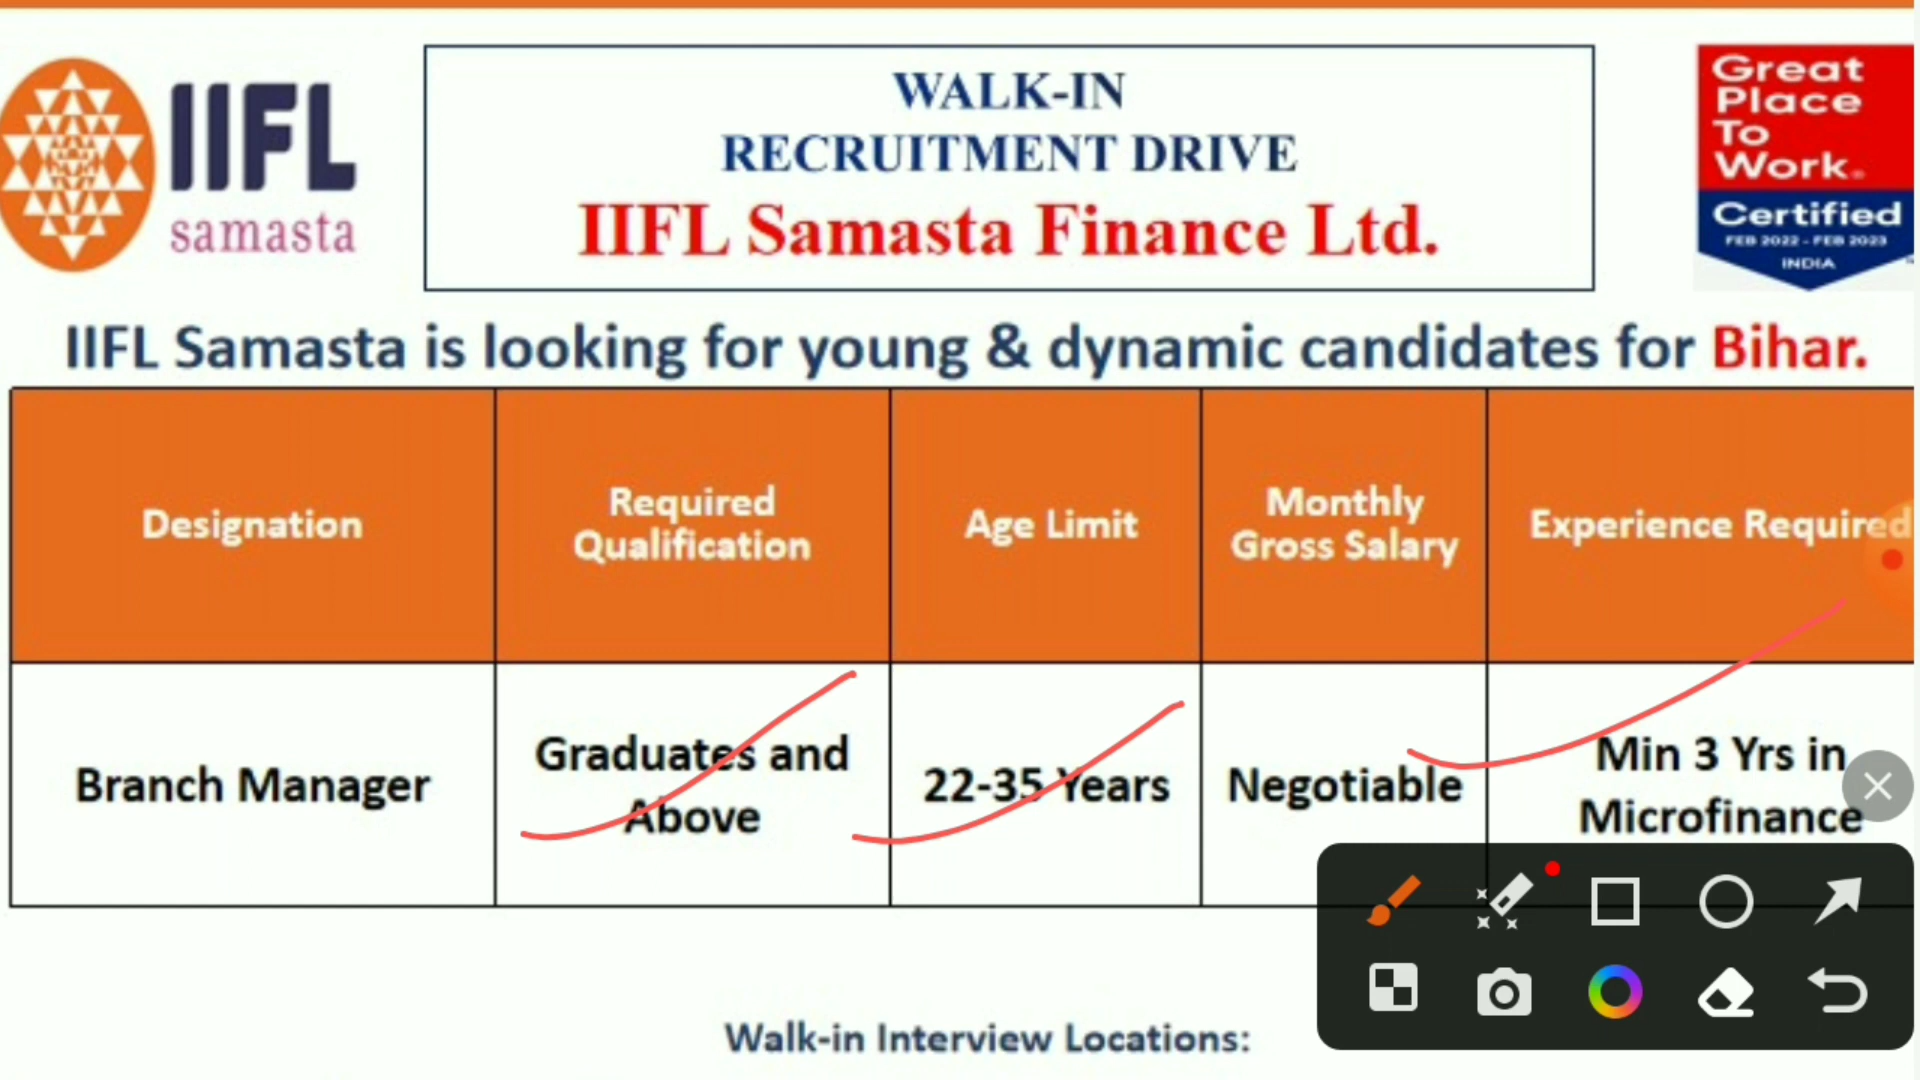 IIFL
samasta
WALK-IN
RECRUITMENT DRIVE
IIFL Samasta Finance Ltd.
Great
Place
To
Work.
Certified
FEB 2022 - FEB 2023
INDIA
IIFL Samasta is looking for young & dynamic candidates for Bihar.
Designation
Required
Qualification
Age Limit
Monthly
Gross Salary
Experience Required
Branch Manager
Graduates and
Above
22-35 Years
Negotiable
Min 3 Yrs in
Microfinance
Walk-in Interview Locations: